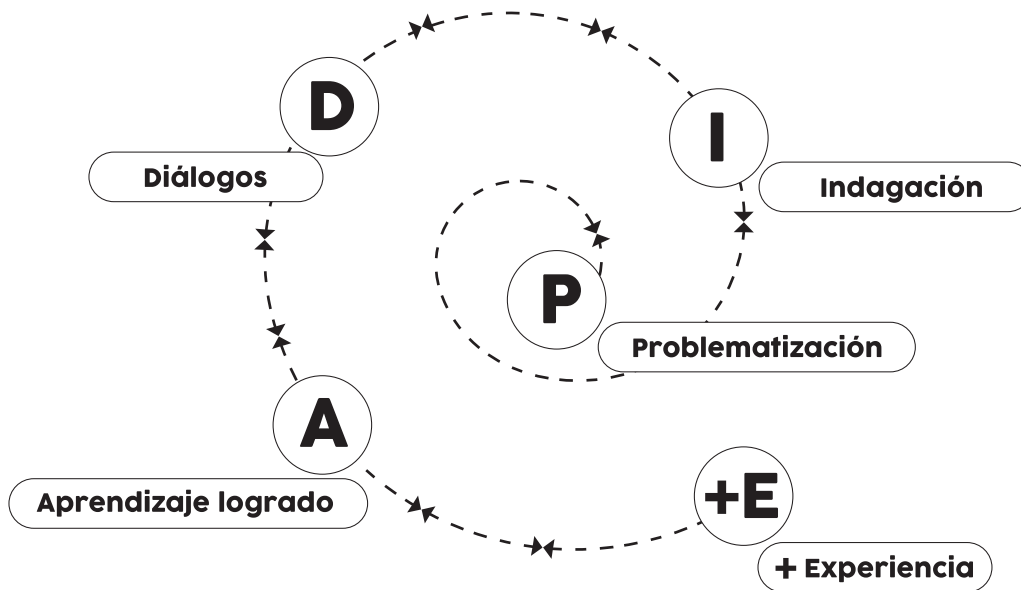 D
Diálogos
I
Indagación
P
Problematización
A
Aprendizaje logrado
+E
+ Experiencia